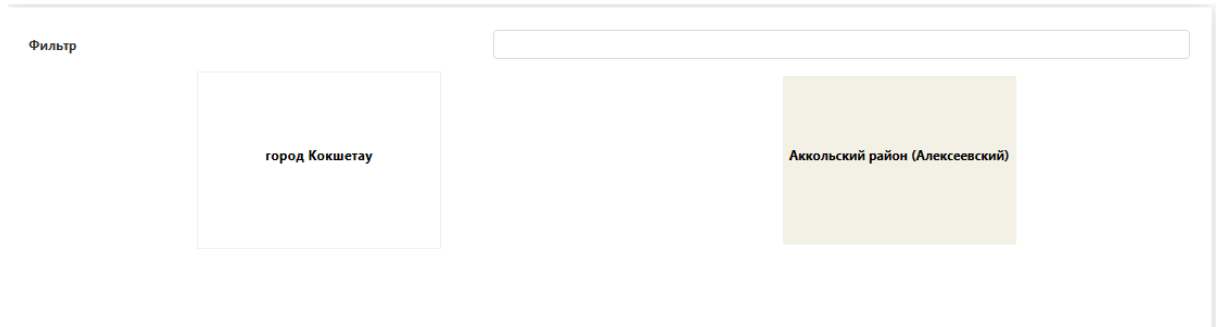 Фильтр
город Кокшетау
Аккольский район (Алексеевский)